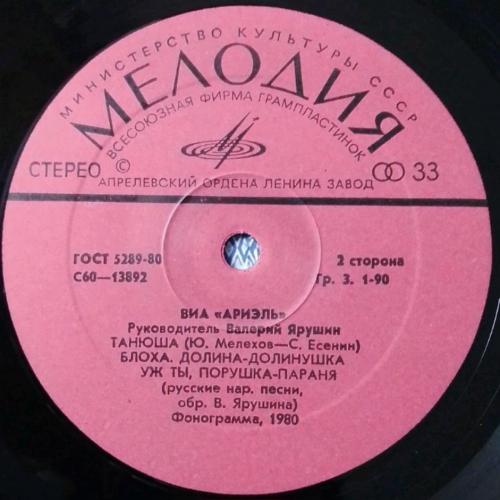 МИНИСТЕРСТВО КУЛЬТУРЫ СССР
МЕЛОДИЯ
ВСЕСОЮЗНАЯ ФИРМА ГРАМПЛАСТИНОК
СТЕРЕО © 33
АПРЕЛЕВСКИЙ ОРДЕНА ЛЕНИНА ЗАВОД
ГОСТ 5289-80 2 сторона
С60—13892 Гр. 3. 1-90
ВИА «АРИЭЛЬ»
Руководитель Валерий Ярушин
ТАНЮША (Ю. Мелехов—С. Есенин)
БЛОХА. ДОЛИНА-ДОЛИНУШКА
УЖ ТЫ, ПОРУШКА-ПАРАНЯ
(русские нар. песни,
обр. В. Ярушина)
Фонограмма, 1980